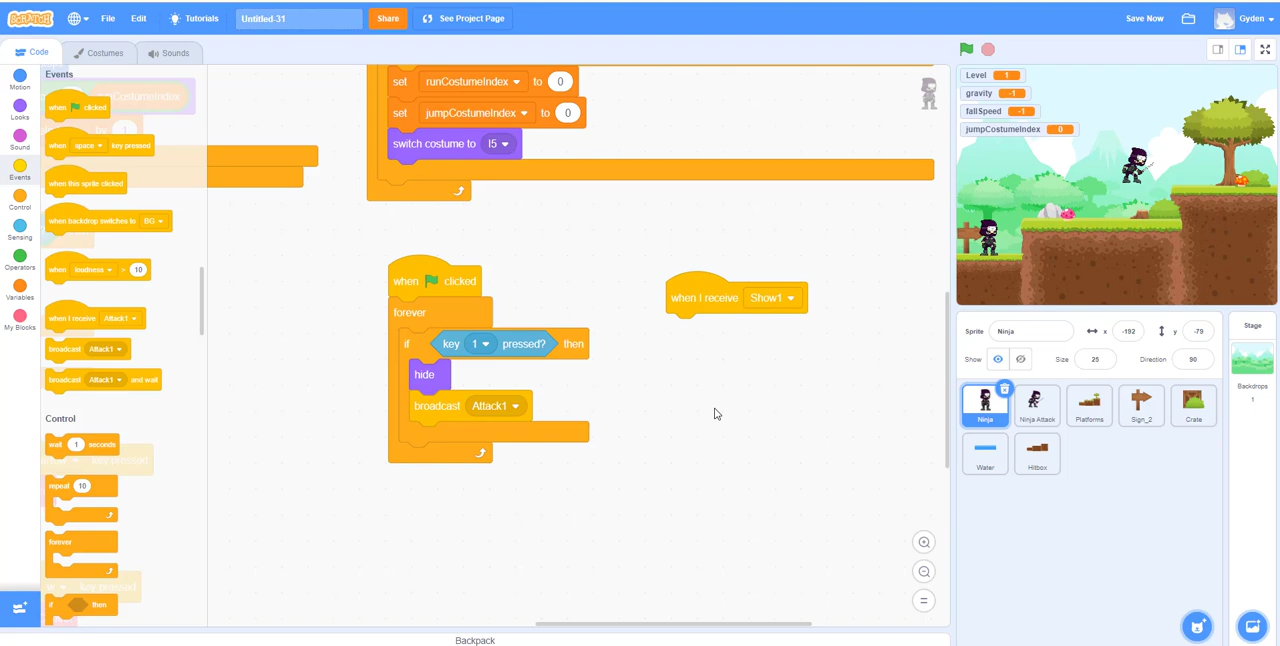 SCRATCH File Edit Tutorials Untitled-31 Share See Project Page Save Now Gyden
Code Costumes Sounds
Motion
Looks
Sound
Events
Control
Sensing
Operators
Variables
My Blocks
Events
when clicked
when space key pressed
when this sprite clicked
when backdrop switches to BG
when loudness > 10
when I receive Attack1
broadcast Attack1
broadcast Attack1 and wait
Control
wait 1 seconds
repeat 10
forever
if then
set runCostumeIndex to 0
set jumpCostumeIndex to 0
switch costume to I5
when clicked
forever
if key 1 pressed? then
hide
broadcast Attack1
when I receive Show1
Backpack
Level 1
gravity -1
fallSpeed -1
jumpCostumeIndex 0
Sprite Ninja x -192 y -79
Show Size 25 Direction 90
Ninja Ninja Attack Platforms Sign_2 Crate
Water Hitbox
Stage
Backdrops
1